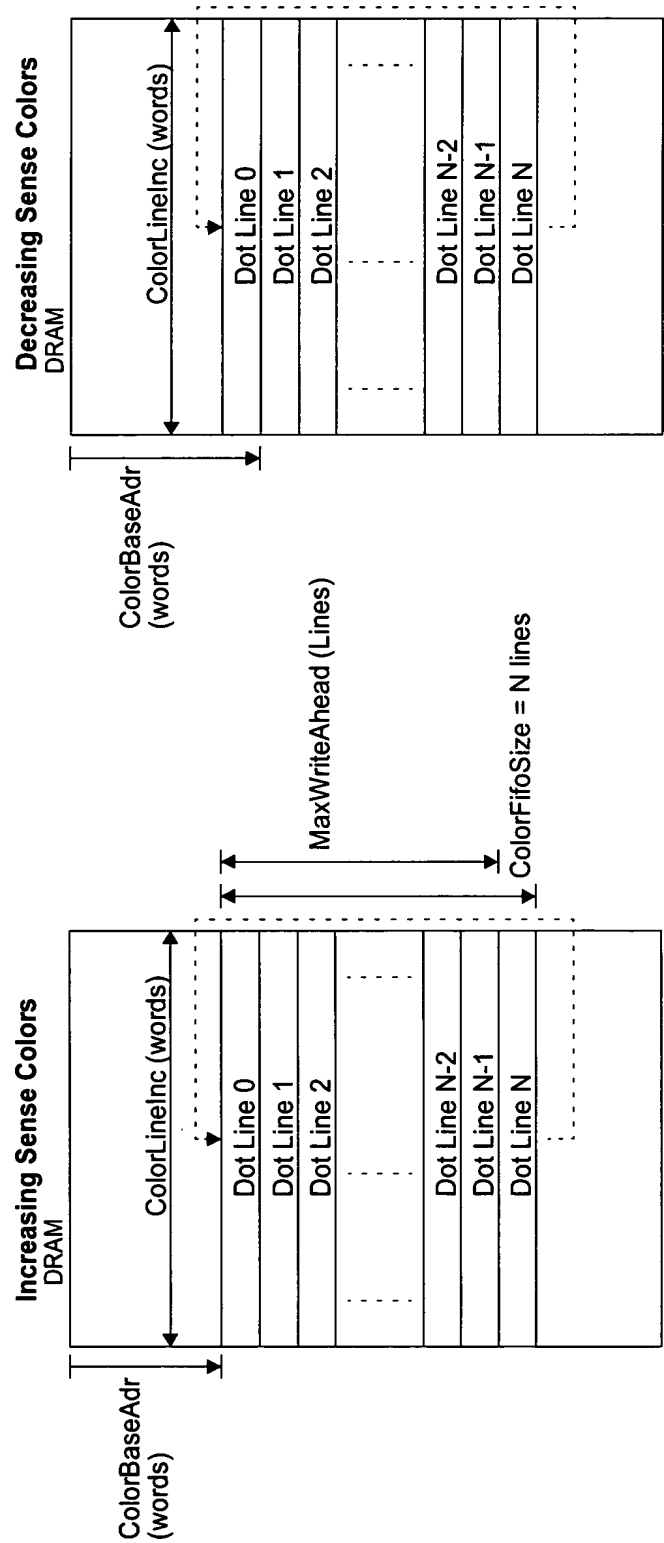 Increasing Sense Colors
DRAM
ColorBaseAdr
(words)
ColorLineInc (words)
Dot Line 0
Dot Line 1
Dot Line 2
Dot Line N-2
Dot Line N-1
Dot Line N
MaxWriteAhead (Lines)
ColorFifoSize = N lines
Decreasing Sense Colors
DRAM
ColorBaseAdr
(words)
ColorLineInc (words)
Dot Line 0
Dot Line 1
Dot Line 2
Dot Line N-2
Dot Line N-1
Dot Line N